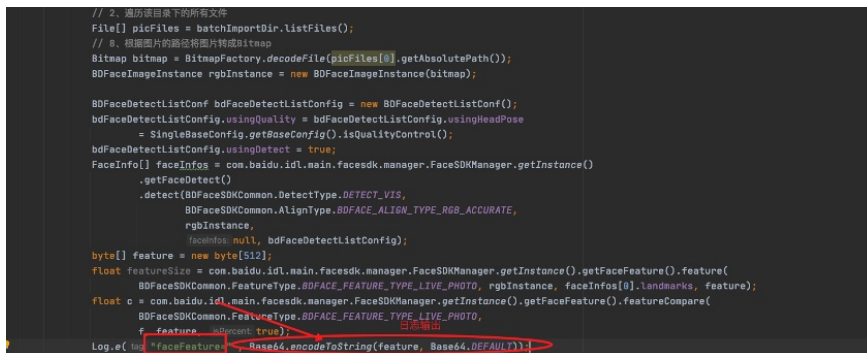 // 2、遍历该目录下的所有文件
File[] picFiles = batchImportDir.listFiles();
// 8、根据图片的路径将图片转成Bitmap
Bitmap bitmap = BitmapFactory.decodeFile(picFiles[0].getAbsolutePath());
BDFaceImageInstance rgbInstance = new BDFaceImageInstance(bitmap);
BDFaceDetectListConf bdFaceDetectListConfig = new BDFaceDetectListConf();
bdFaceDetectListConfig.usingQuality = bdFaceDetectListConfig.usingHeadPose
= SingleBaseConfig.getBaseConfig().isQualityControl();
bdFaceDetectListConfig.usingDetect = true;
FaceInfo[] faceInfos = com.baidu.idl.main.facesdk.manager.FaceSDKManager.getInstance()
.getFaceDetect()
.detect(BDFaceSDKCommon.DetectType.DETECT_VIS,
BDFaceSDKCommon.AlignType.BDFACE_ALIGN_TYPE_RGB_ACCURATE,
rgbInstance,
faceInfos: null, bdFaceDetectListConfig);
byte[] feature = new byte[512];
float featureSize = com.baidu.idl.main.facesdk.manager.FaceSDKManager.getInstance().getFaceFeature().feature(
BDFaceSDKCommon.FeatureType.BDFACE_FEATURE_TYPE_LIVE_PHOTO, rgbInstance, faceInfos[0].landmarks, feature);
float c = com.baidu.idl.main.facesdk.manager.FaceSDKManager.getInstance().getFaceFeature().featureCompare(
BDFaceSDKCommon.FeatureType.BDFACE_FEATURE_TYPE_LIVE_PHOTO,
日志输出
f, feature, isPercent: true);
Log.e( tag: "faceFeature=", Base64.encodeToString(feature, Base64.DEFAULT));